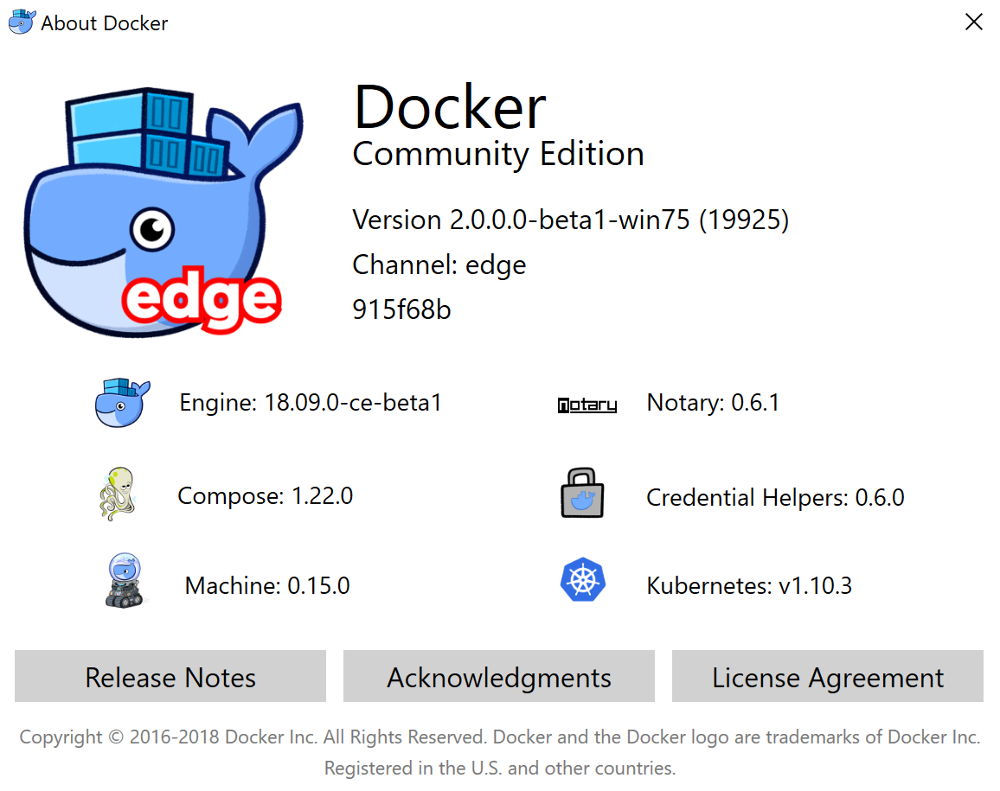 About Docker
Docker
Community Edition
Version 2.0.0.0-beta1-win75 (19925)
Channel: edge
915f68b
edge
Engine: 18.09.0-ce-beta1
notary
Notary: 0.6.1
Compose: 1.22.0
Credential Helpers: 0.6.0
Machine: 0.15.0
Kubernetes: v1.10.3
Release Notes
Acknowledgments
License Agreement
Copyright © 2016-2018 Docker Inc. All Rights Reserved. Docker and the Docker logo are trademarks of Docker Inc.
Registered in the U.S. and other countries.